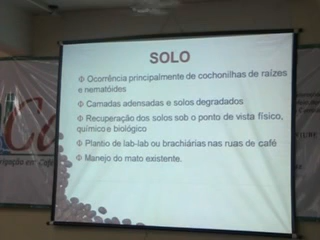 SOLO
Φ Ocorrência principalmente de cochonilhas de raízes
e nematóides
Φ Camadas adensadas e solos degradados
Φ Recuperação dos solos sob o ponto de vista físico,
químico e biológico
Φ Plantio de lab-lab ou brachiárias nas ruas de café
Φ Manejo do mato existente.